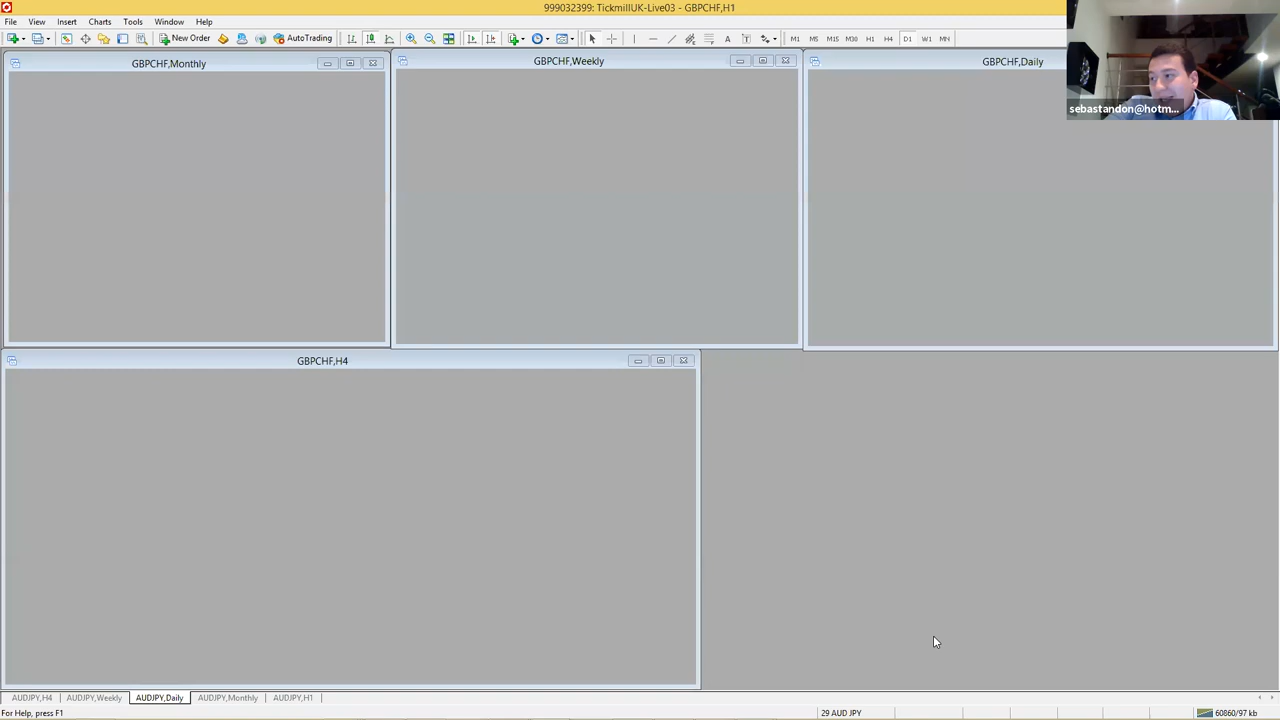 999032399: TickmillUK-Live03 - GBPCHF,H1
File View Insert Charts Tools Window Help
New Order AutoTrading M1 M5 M15 M30 H1 H4 D1 W1 MN
sebastandon@hotm...
GBPCHF,Monthly
GBPCHF,Weekly
GBPCHF,Daily
GBPCHF,H4
AUDJPY,H4 AUDJPY,Weekly AUDJPY,Daily AUDJPY,Monthly AUDJPY,H1
For Help, press F1
29 AUD JPY
60860/97 kb